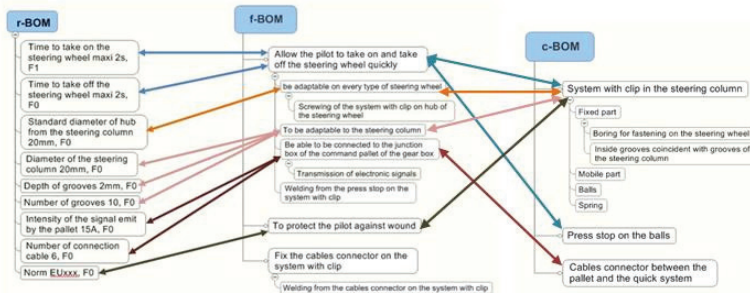 r-BOM
Time to take on the
steering wheel maxi 2s,
F1
Time to take off the
steering wheel maxi 2s,
F0
Standard diameter of hub
from the steering column
20mm, F0
Diameter of the steering
column 20mm, F0
Depth of grooves 2mm, F0
Number of grooves 10, F0
Intensity of the signal emit
by the pallet 15A, F0
Number of connection
cable 6, F0
Norm EUxxx, F0
f-BOM
Allow the pilot to take on and take
off the steering wheel quickly
be adaptable on every type of steering wheel
Screwing of the system with clip on hub of
the steering wheel
To be adaptable to the steering column
Be able to be connected to the junction
box of the command pallet of the gear box
Transmission of electronic signals
Welding from the press stop on the
system with clip
To protect the pilot against wound
Fix the cables connector on the
system with clip
Welding from the cables connector on the system with clip
c-BOM
System with clip in the steering column
Fixed part
Boring for fastening on the steering wheel
Inside grooves coincident with grooves of
the steering column
Mobile part
Balls
Spring
Press stop on the balls
Cables connector between the
pallet and the quick system